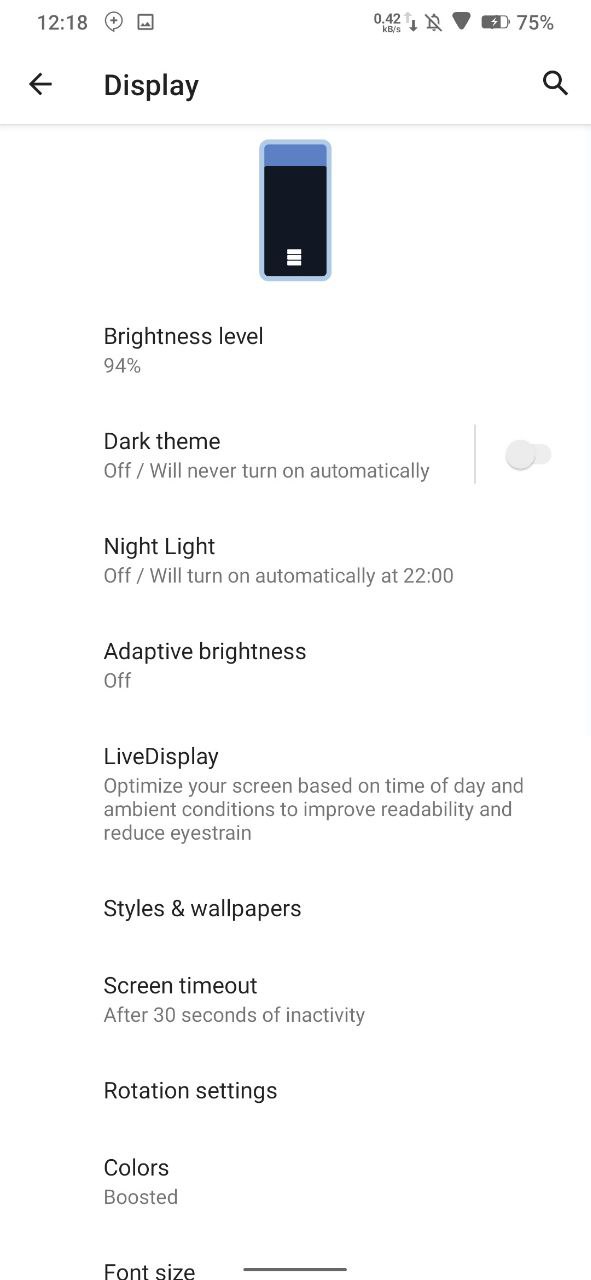 12:18
0.42
kB/s
75%
Display
Brightness level
94%
Dark theme
Off / Will never turn on automatically
Night Light
Off / Will turn on automatically at 22:00
Adaptive brightness
Off
LiveDisplay
Optimize your screen based on time of day and
ambient conditions to improve readability and
reduce eyestrain
Styles & wallpapers
Screen timeout
After 30 seconds of inactivity
Rotation settings
Colors
Boosted
Font size